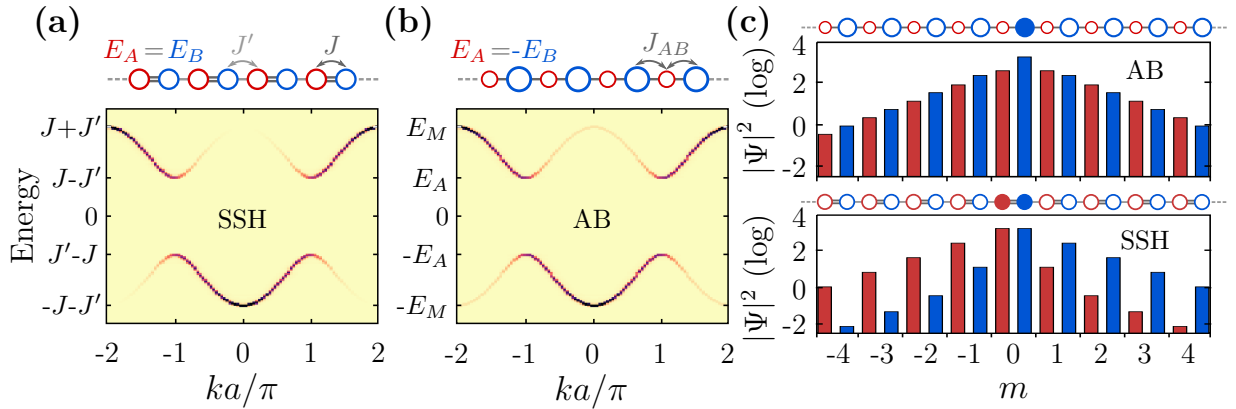 (a)
E_A = E_B J' J
Energy
J+J'
J-J'
0
J'-J
-J-J'
SSH
-2 -1 0 1 2
ka/π
(b)
E_A = -E_B J_AB
E_M
E_A
0
-E_A
-E_M
AB
-2 -1 0 1 2
ka/π
(c)
|Ψ|² (log)
4
2
0
-2
AB
|Ψ|² (log)
4
2
0
-2
SSH
-4 -3 -2 -1 0 1 2 3 4
m